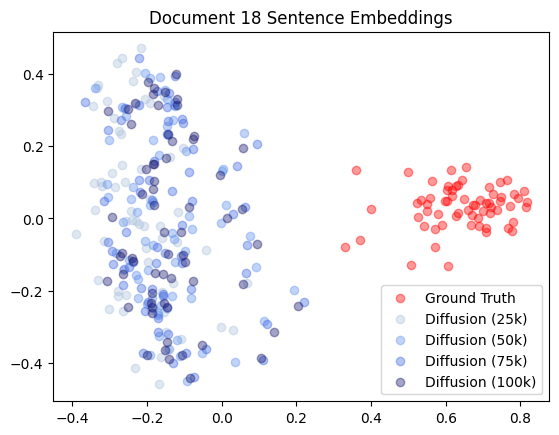 Document 18 Sentence Embeddings
0.4
0.2
0.0
−0.2
−0.4
−0.4
−0.2
0.0
0.2
0.4
0.6
0.8
Ground Truth
Diffusion (25k)
Diffusion (50k)
Diffusion (75k)
Diffusion (100k)